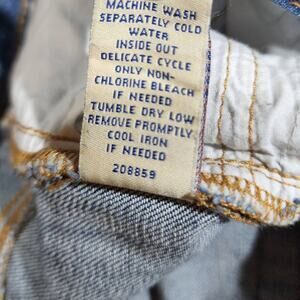 MACHINE WASH
SEPARATELY COLD
WATER
INSIDE OUT
DELICATE CYCLE
ONLY NON-
CHLORINE BLEACH
IF NEEDED
TUMBLE DRY LOW
REMOVE PROMPTLY
COOL IRON
IF NEEDED
208859